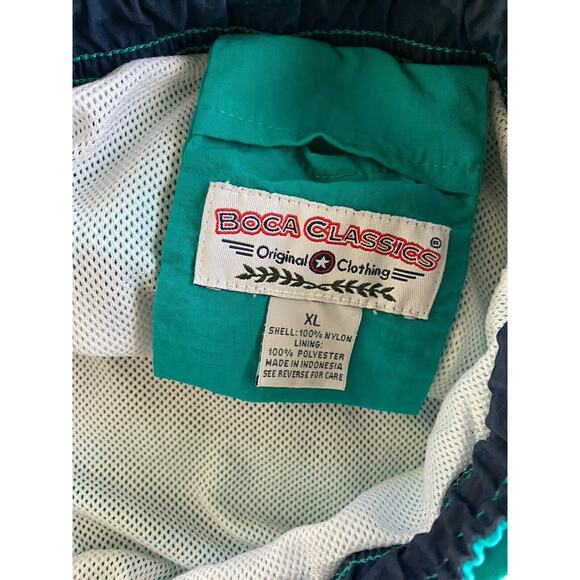 BOCA CLASSICS®
Original Clothing
XL
SHELL: 100% NYLON
LINING:
100% POLYESTER
MADE IN INDONESIA
SEE REVERSE FOR CARE